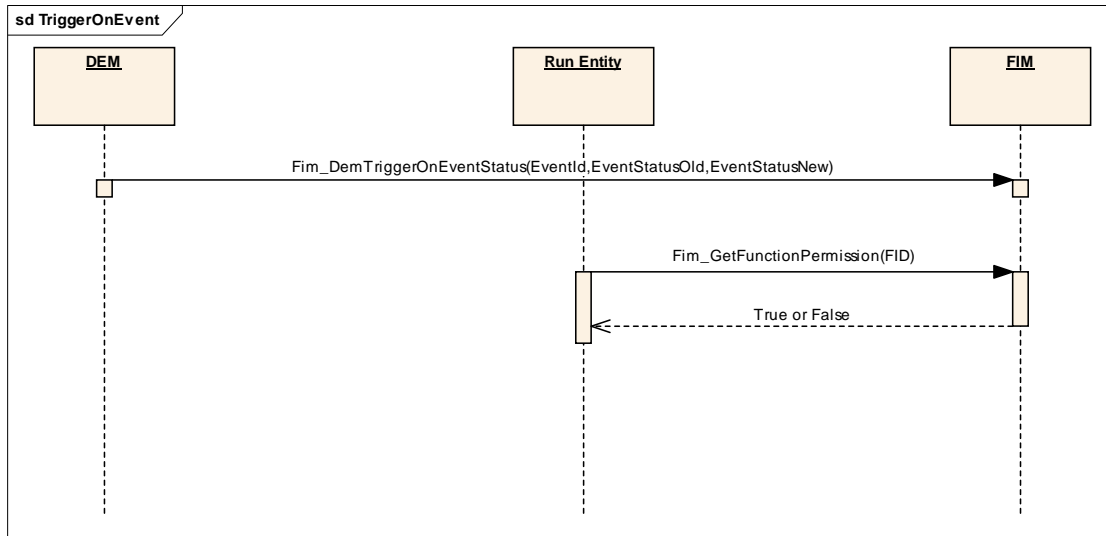 sd TriggerOnEvent
DEM
Run Entity
FIM
Fim_DemTriggerOnEventStatus(EventId,EventStatusOld,EventStatusNew)
Fim_GetFunctionPermission(FID)
True or False